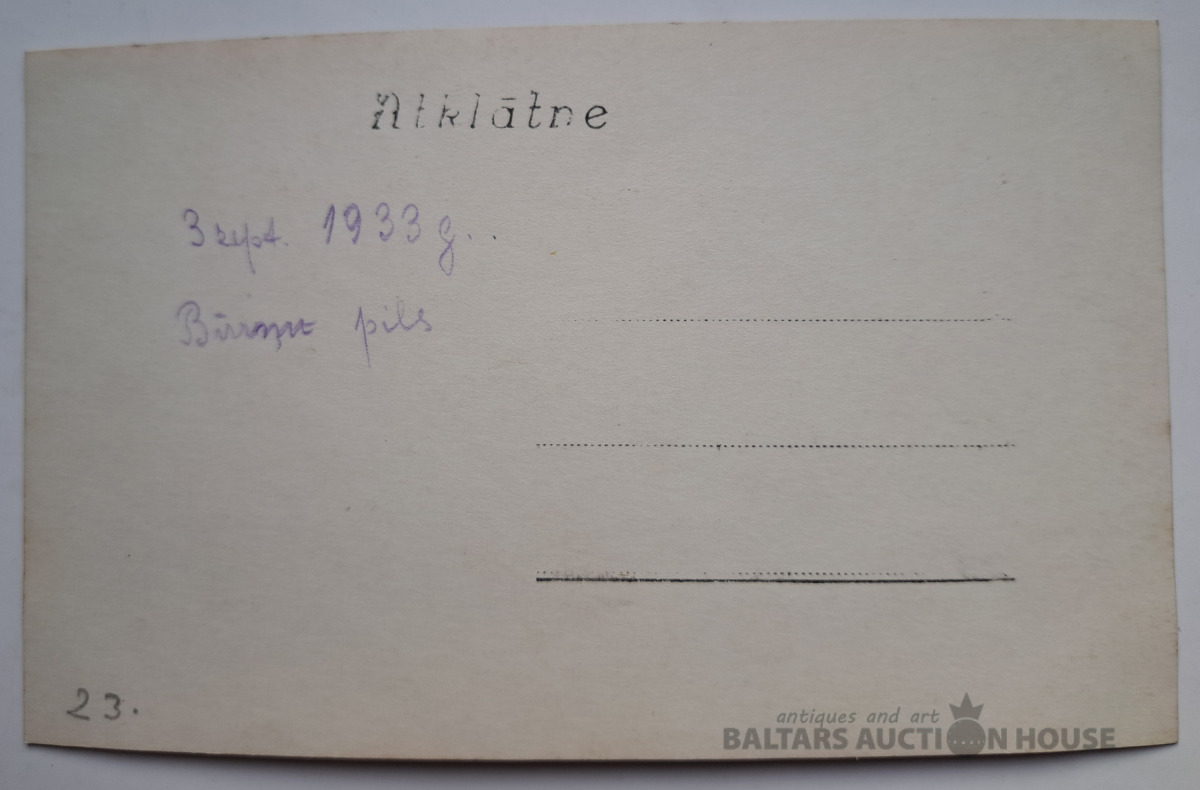 Atklātne
3 sept. 1933 g..
Bīriņu pils
23.
antiques and art
BALTARS AUCTION HOUSE